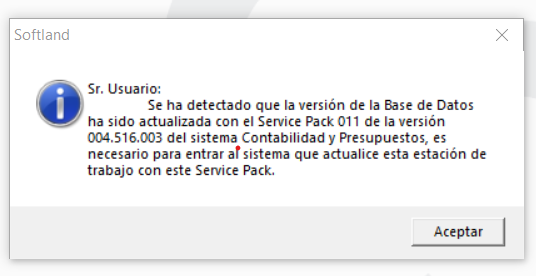 Softland
Sr. Usuario:
Se ha detectado que la versión de la Base de Datos
ha sido actualizada con el Service Pack 011 de la versión
004.516.003 del sistema Contabilidad y Presupuestos, es
necesario para entrar al sistema que actualice esta estación de
trabajo con este Service Pack.
Aceptar